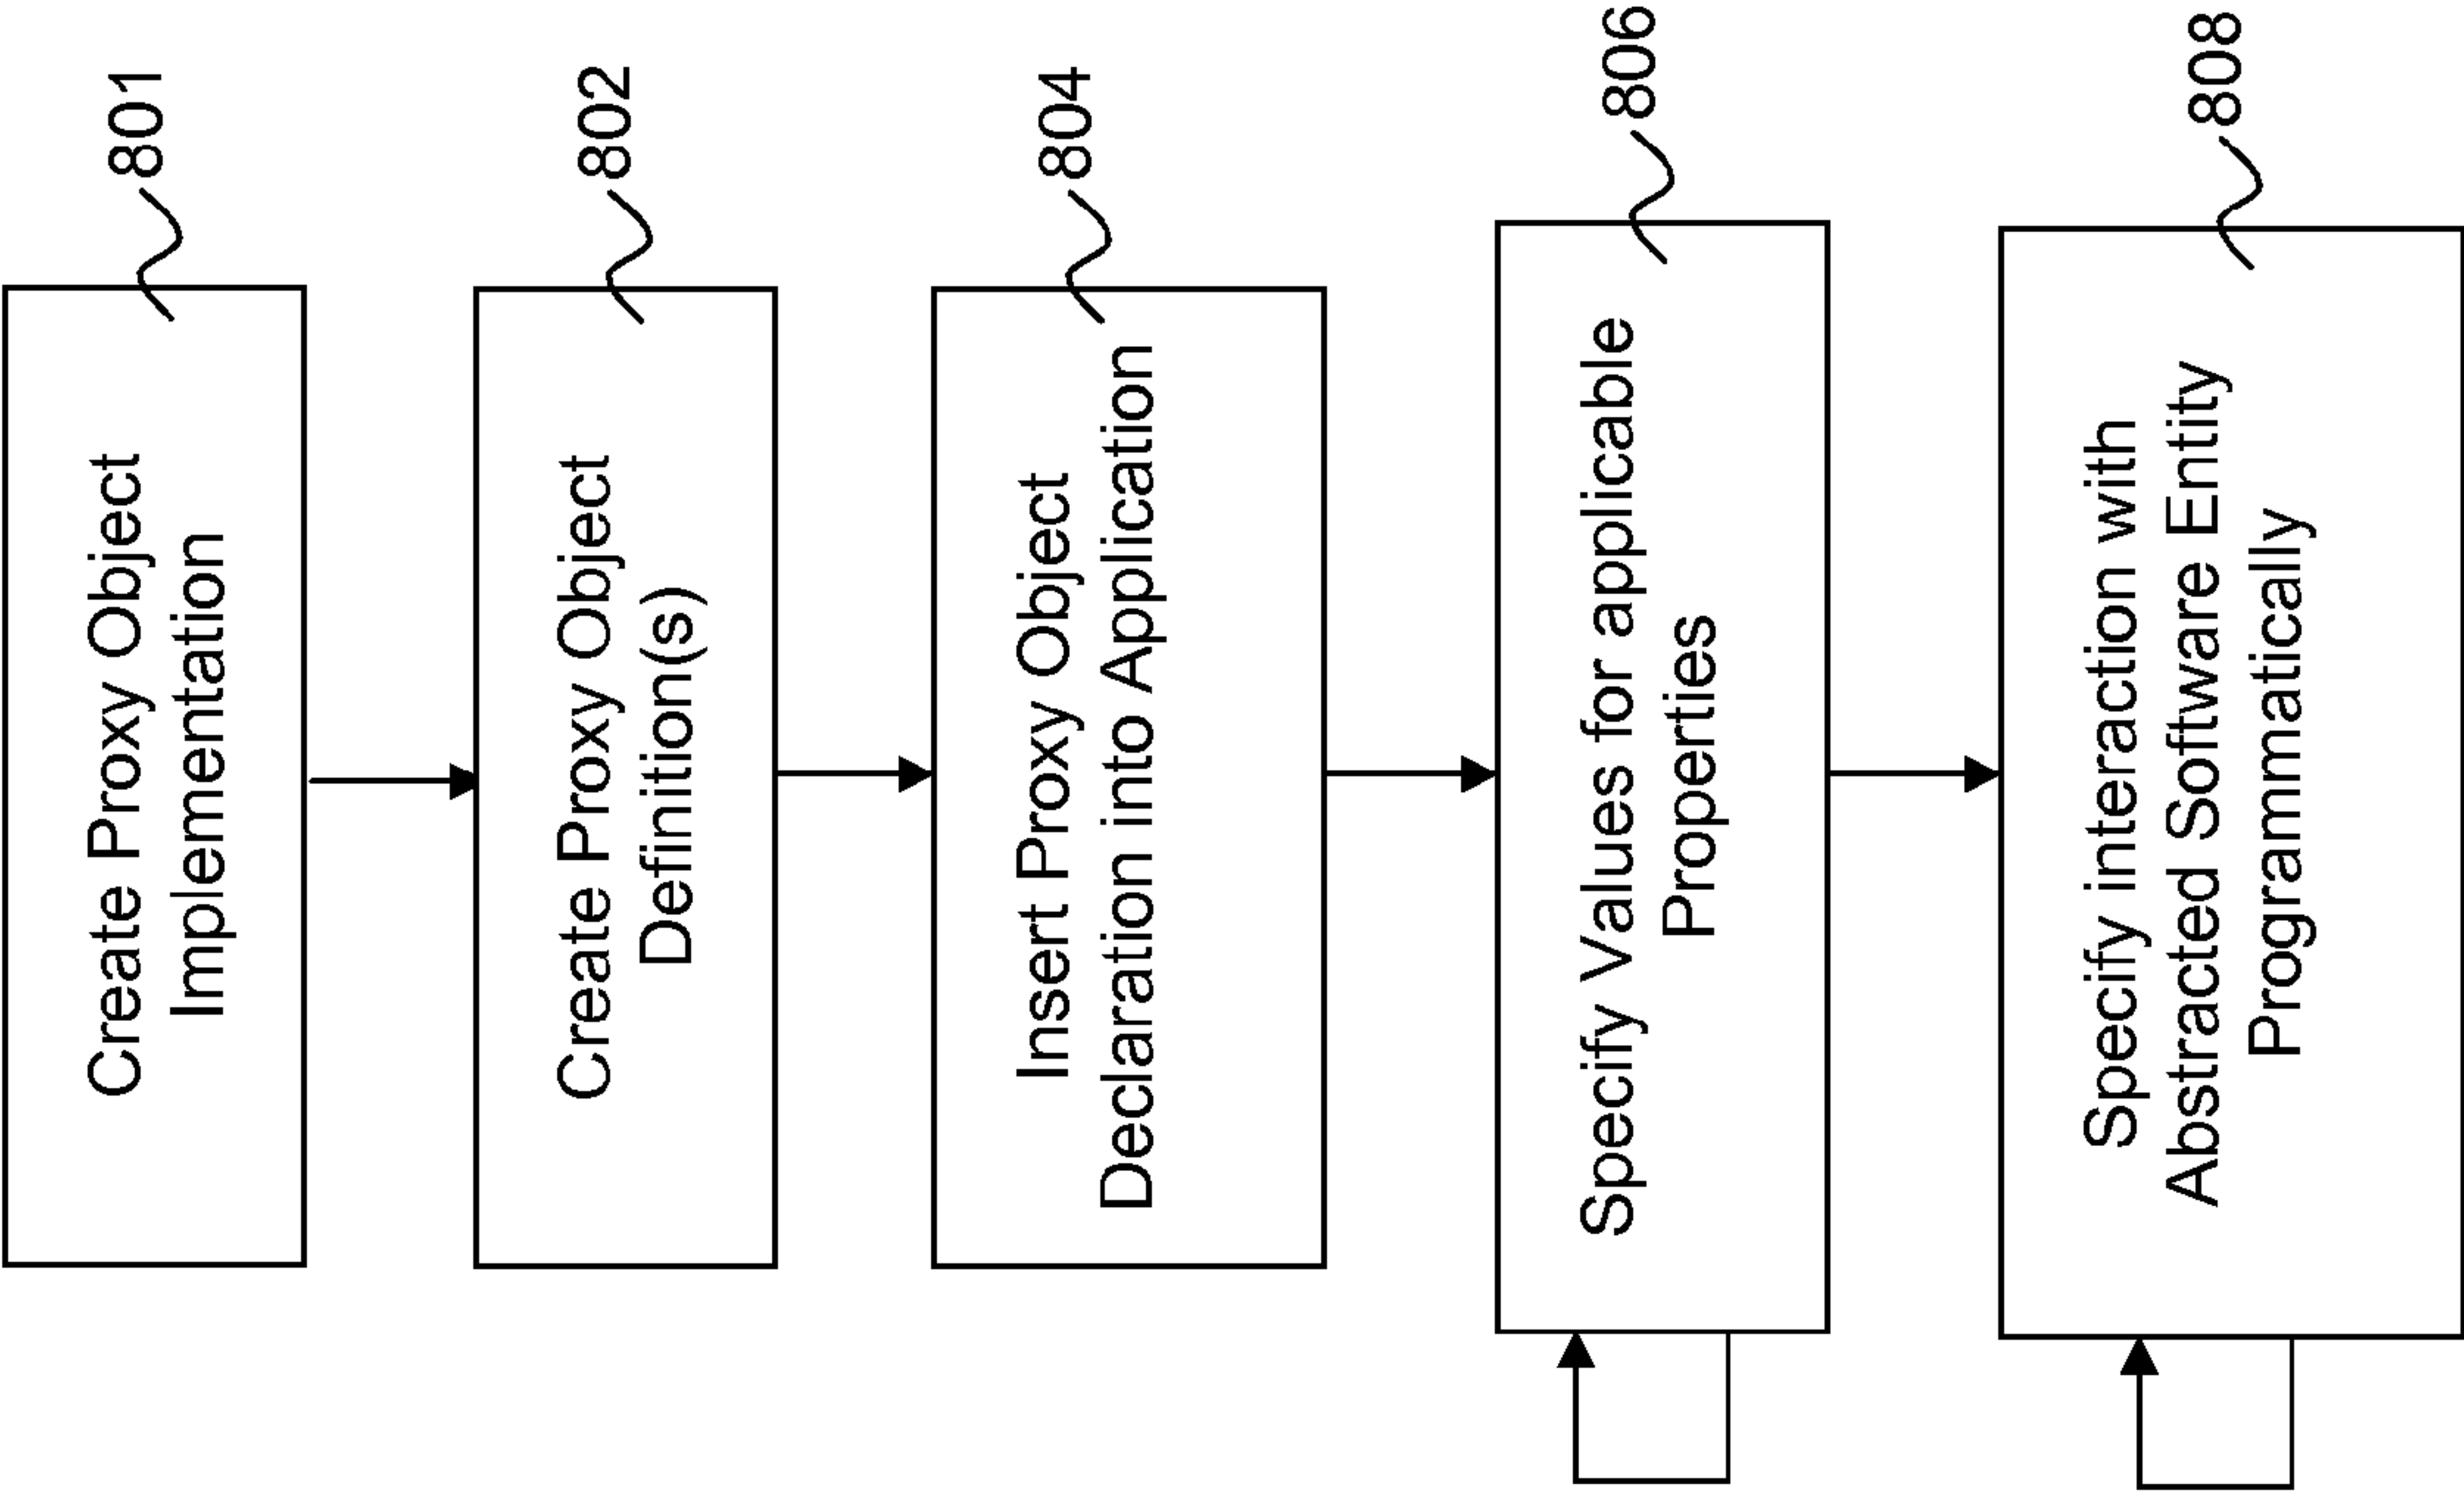 Create Proxy Object
Implementation
801
Create Proxy Object
Definition(s)
802
Insert Proxy Object
Declaration into Application
804
Specify Values for applicable
Properties
806
Specify interaction with
Abstracted Software Entity
Programmatically
808